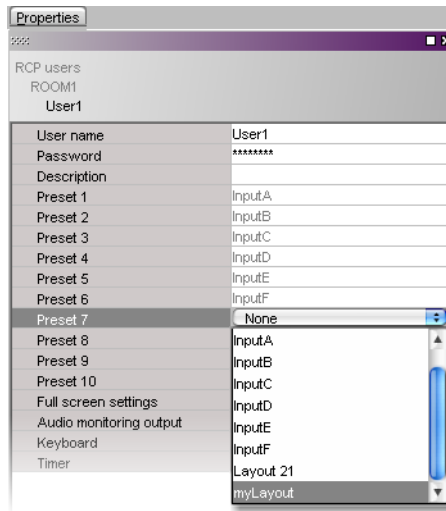 Properties
RCP users
ROOM1
User1
User name User1
Password ********
Description
Preset 1 InputA
Preset 2 InputB
Preset 3 InputC
Preset 4 InputD
Preset 5 InputE
Preset 6 InputF
Preset 7 None
Preset 8 InputA
Preset 9 InputB
Preset 10 InputC
Full screen settings InputD
Audio monitoring output InputE
Keyboard InputF
Timer Layout 21
myLayout